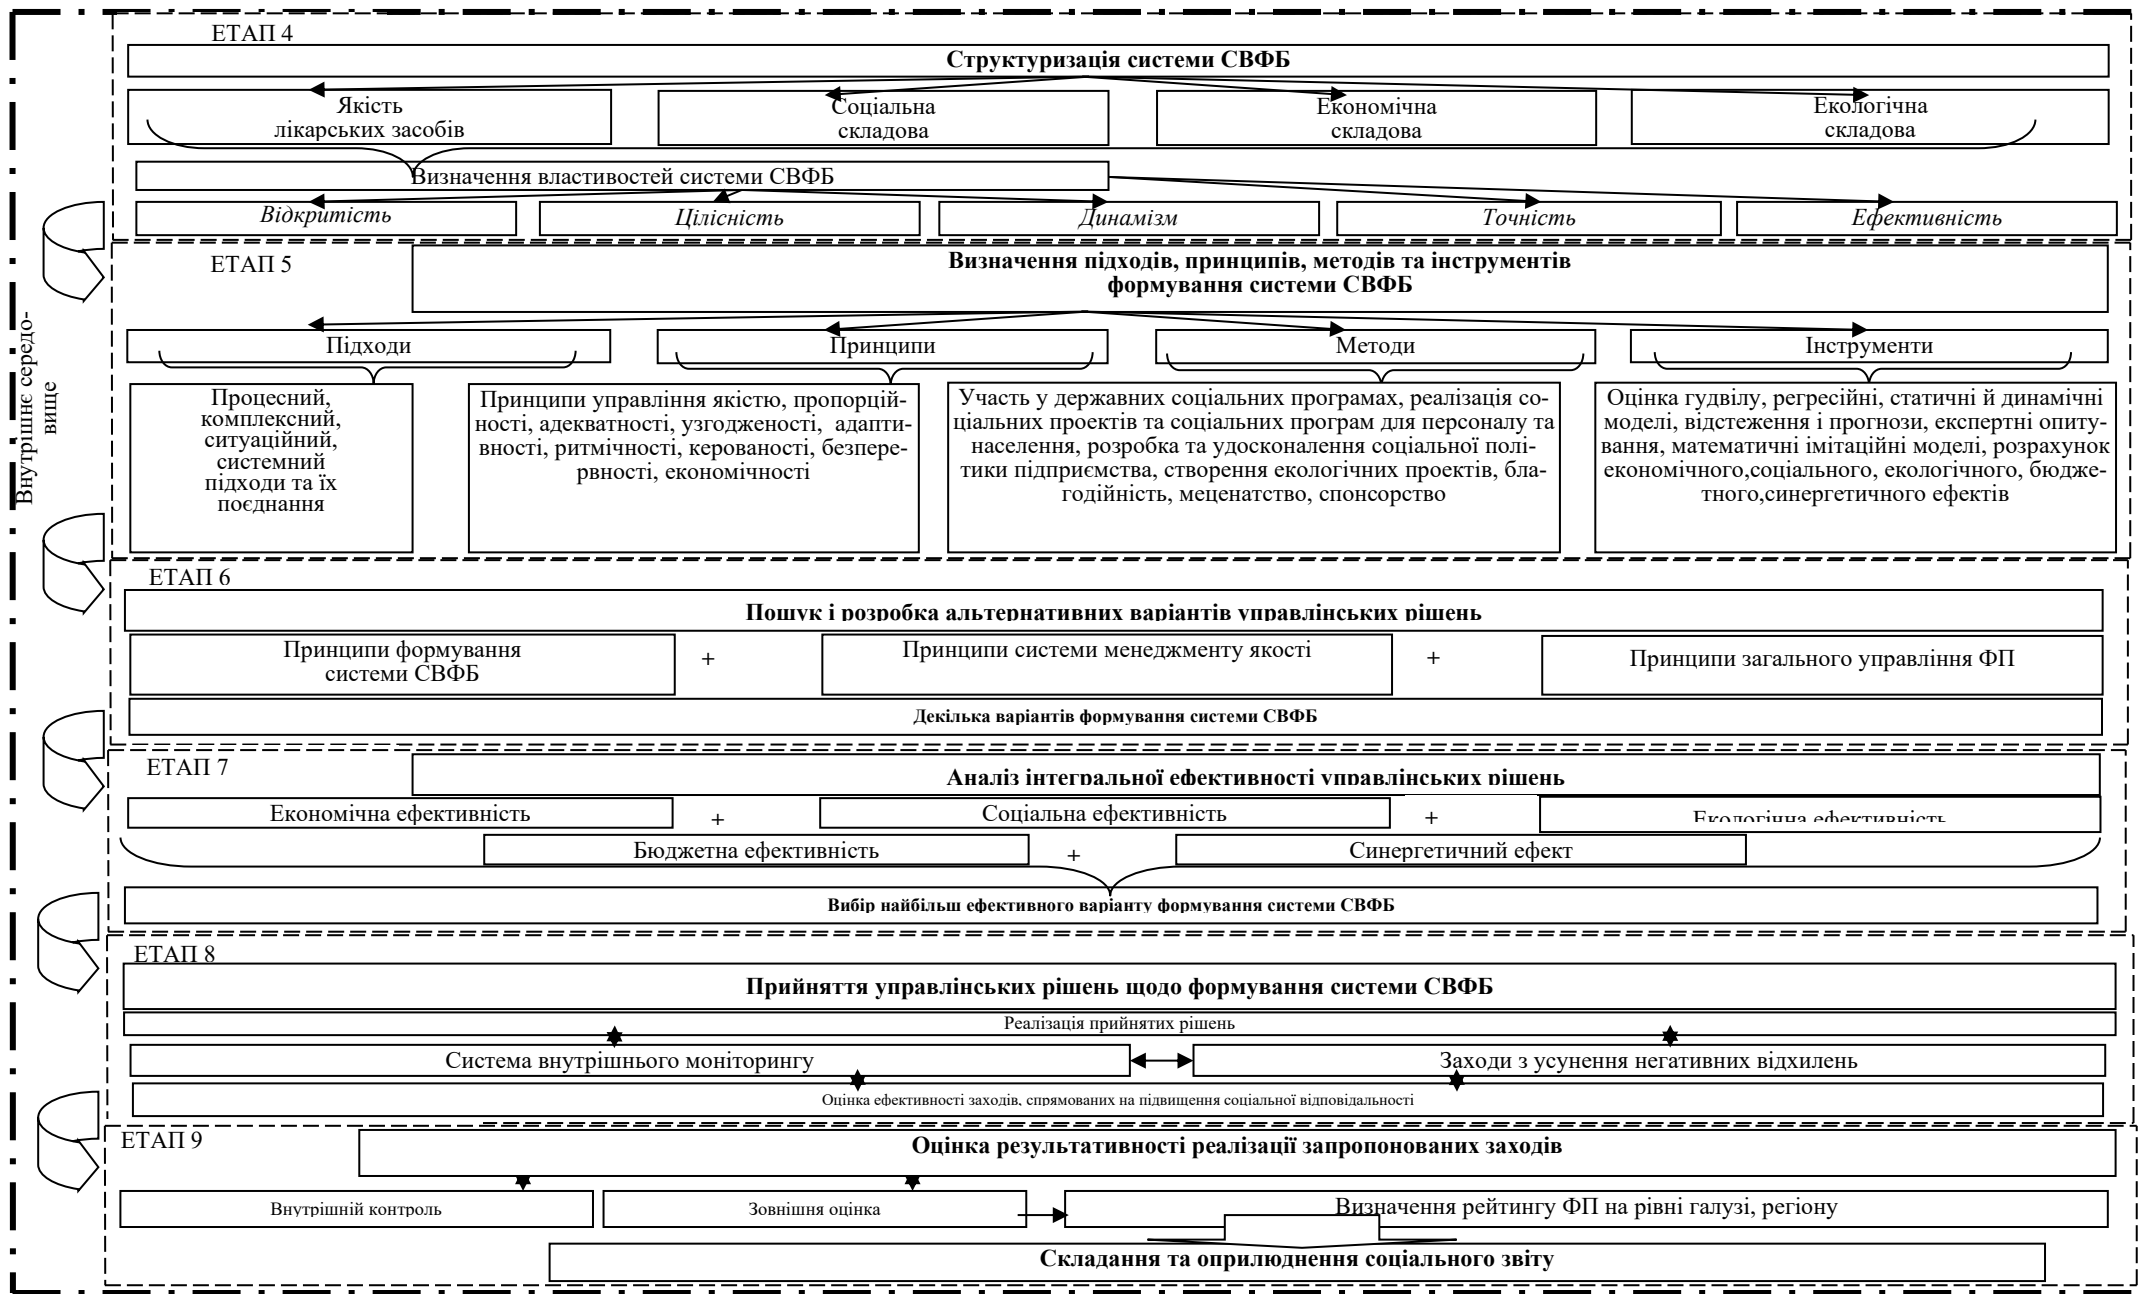 ЕТАП 4
Структуризація системи СВФБ
Якість
лікарських засобів
Соціальна
складова
Економічна
складова
Екологічна
складова
Визначення властивостей системи СВФБ
Відкритість
Цілісність
Динамізм
Точність
Ефективність
Внутрішнє середо-
вище
ЕТАП 5
Визначення підходів, принципів, методів та інструментів
формування системи СВФБ
Підходи
Принципи
Методи
Інструменти
Процесний,
комплексний,
ситуаційний,
системний
підходи та їх
поєднання
Принципи управління якістю, пропорцій-
ності, адекватності, узгодженості, адапти-
вності, ритмічності, керованості, безпере-
рвності, економічності
Участь у державних соціальних програмах, реалізація со-
ціальних проектів та соціальних програм для персоналу та
населення, розробка та удосконалення соціальної полі-
тики підприємства, створення екологічних проектів, бла-
годійність, меценатство, спонсорство
Оцінка гудвілу, регресійні, статичні й динамічні
моделі, відстеження і прогнози, експертні опиту-
вання, математичні імітаційні моделі, розрахунок
економічного,соціального, екологічного, бюдже-
тного,синергетичного ефектів
ЕТАП 6
Пошук і розробка альтернативних варіантів управлінських рішень
Принципи формування
системи СВФБ
+
Принципи системи менеджменту якості
+
Принципи загального управління ФП
Декілька варіантів формування системи СВФБ
ЕТАП 7
Аналіз інтегральної ефективності управлінських рішень
Економічна ефективність
+
Соціальна ефективність
+
Екологічна ефективність
Бюджетна ефективність
+
Синергетичний ефект
Вибір найбільш ефективного варіанту формування системи СВФБ
ЕТАП 8
Прийняття управлінських рішень щодо формування системи СВФБ
Реалізація прийнятих рішень
Система внутрішнього моніторингу
Заходи з усунення негативних відхилень
Оцінка ефективності заходів, спрямованих на підвищення соціальної відповідальності
ЕТАП 9
Оцінка результативності реалізації запропонованих заходів
Внутрішній контроль
Зовнішня оцінка
Визначення рейтингу ФП на рівні галузі, регіону
Складання та оприлюднення соціального звіту